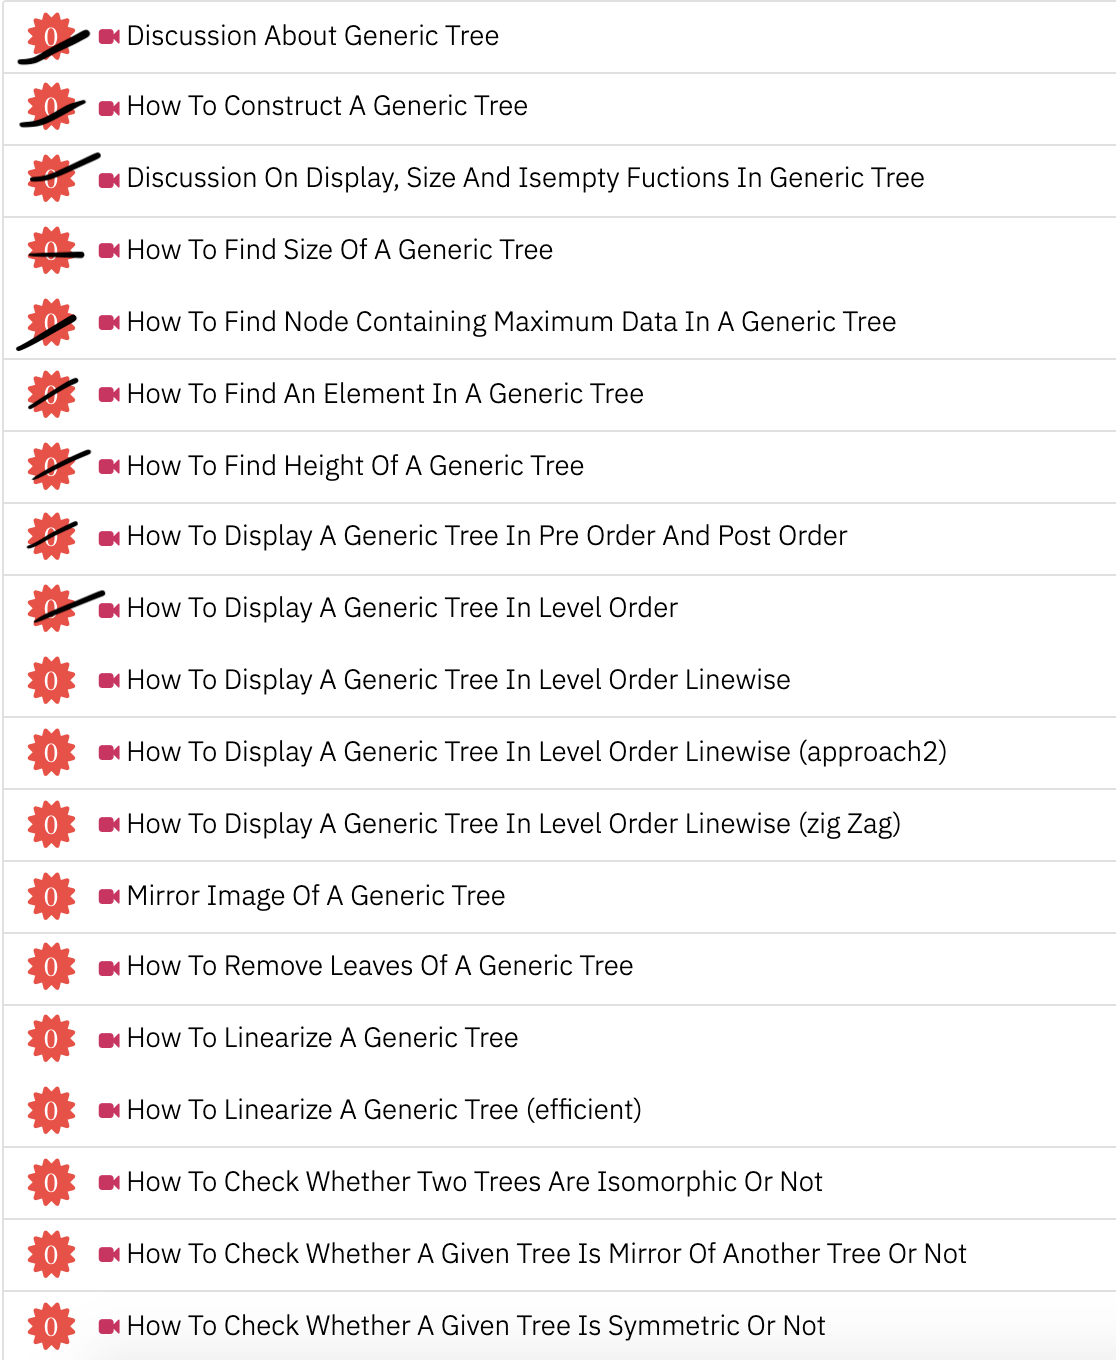 0 Discussion About Generic Tree
0 How To Construct A Generic Tree
0 Discussion On Display, Size And Isempty Fuctions In Generic Tree
0 How To Find Size Of A Generic Tree
0 How To Find Node Containing Maximum Data In A Generic Tree
0 How To Find An Element In A Generic Tree
0 How To Find Height Of A Generic Tree
0 How To Display A Generic Tree In Pre Order And Post Order
0 How To Display A Generic Tree In Level Order
0 How To Display A Generic Tree In Level Order Linewise
0 How To Display A Generic Tree In Level Order Linewise (approach2)
0 How To Display A Generic Tree In Level Order Linewise (zig Zag)
0 Mirror Image Of A Generic Tree
0 How To Remove Leaves Of A Generic Tree
0 How To Linearize A Generic Tree
0 How To Linearize A Generic Tree (efficient)
0 How To Check Whether Two Trees Are Isomorphic Or Not
0 How To Check Whether A Given Tree Is Mirror Of Another Tree Or Not
0 How To Check Whether A Given Tree Is Symmetric Or Not